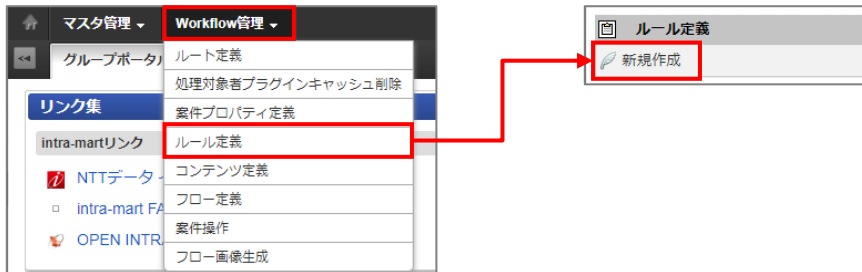 マスタ管理 Workflow管理
グループポータル
ルート定義
処理対象者プラグインキャッシュ削除
案件プロパティ定義
ルール定義
コンテンツ定義
フロー定義
案件操作
フロー画像生成
リンク集
intra-martリンク
NTTデータ
intra-mart FA
OPEN INTR
ルール定義
新規作成